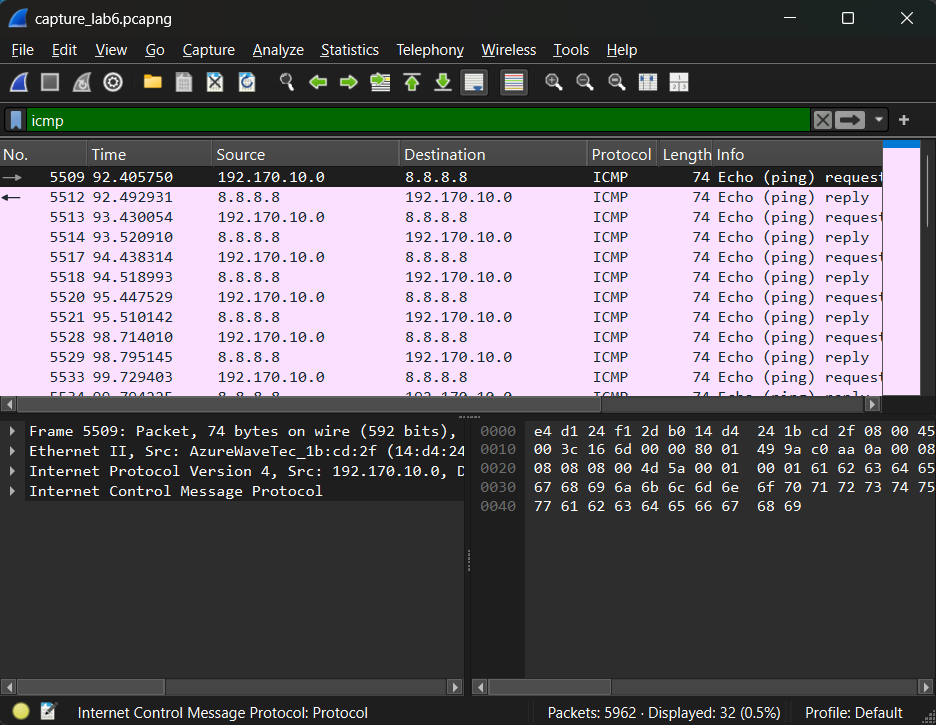 capture_lab6.pcapng
File Edit View Go Capture Analyze Statistics Telephony Wireless Tools Help
icmp
No. Time Source Destination Protocol Length Info
5509 92.405750 192.170.10.0 8.8.8.8 ICMP 74 Echo (ping) request
5512 92.492931 8.8.8.8 192.170.10.0 ICMP 74 Echo (ping) reply
5513 93.430054 192.170.10.0 8.8.8.8 ICMP 74 Echo (ping) request
5514 93.520910 8.8.8.8 192.170.10.0 ICMP 74 Echo (ping) reply
5517 94.438314 192.170.10.0 8.8.8.8 ICMP 74 Echo (ping) request
5518 94.518993 8.8.8.8 192.170.10.0 ICMP 74 Echo (ping) reply
5520 95.447529 192.170.10.0 8.8.8.8 ICMP 74 Echo (ping) request
5521 95.510142 8.8.8.8 192.170.10.0 ICMP 74 Echo (ping) reply
5528 98.714010 192.170.10.0 8.8.8.8 ICMP 74 Echo (ping) request
5529 98.795145 8.8.8.8 192.170.10.0 ICMP 74 Echo (ping) reply
5533 99.729403 192.170.10.0 8.8.8.8 ICMP 74 Echo (ping) request
Frame 5509: Packet, 74 bytes on wire (592 bits),
Ethernet II, Src: AzureWaveTec_1b:cd:2f (14:d4:24
Internet Protocol Version 4, Src: 192.170.10.0, D
Internet Control Message Protocol
0000 e4 d1 24 f1 2d b0 14 d4 24 1b cd 2f 08 00 45
0010 00 3c 16 6d 00 00 80 01 49 9a c0 aa 0a 00 08
0020 08 08 08 00 4d 5a 00 01 00 01 61 62 63 64 65
0030 67 68 69 6a 6b 6c 6d 6e 6f 70 71 72 73 74 75
0040 77 61 62 63 64 65 66 67 68 69
Internet Control Message Protocol: Protocol
Packets: 5962 · Displayed: 32 (0.5%)
Profile: Default